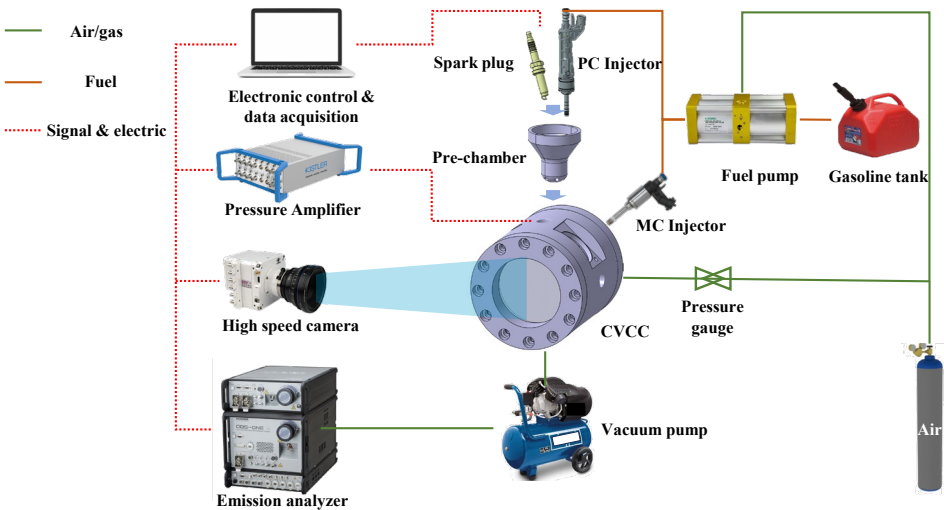 Air/gas
Fuel
Signal & electric
Electronic control &
data acquisition
Spark plug
PC Injector
Pre-chamber
KISTLER
Pressure Amplifier
Fuel pump
Gasoline tank
MC Injector
High speed camera
CVCC
Pressure
gauge
Vacuum pump
Emission analyzer
Air